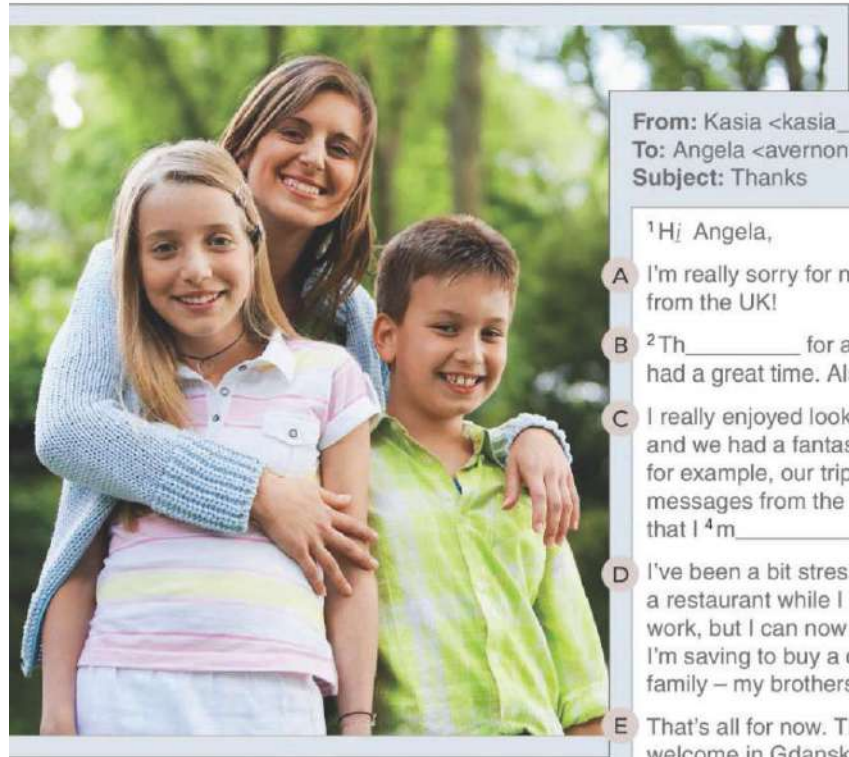 From: Kasia <kasia_
To: Angela <avernon
Subject: Thanks
1Hi Angela,
A I'm really sorry for n
from the UK!
B 2Th_________ for a
had a great time. Al
C I really enjoyed look
and we had a fantas
for example, our trip
messages from the
that I 4m_________
D I've been a bit stres
a restaurant while I
work, but I can now
I'm saving to buy a
family – my brothers
E That's all for now. T
welcome in Gdansk